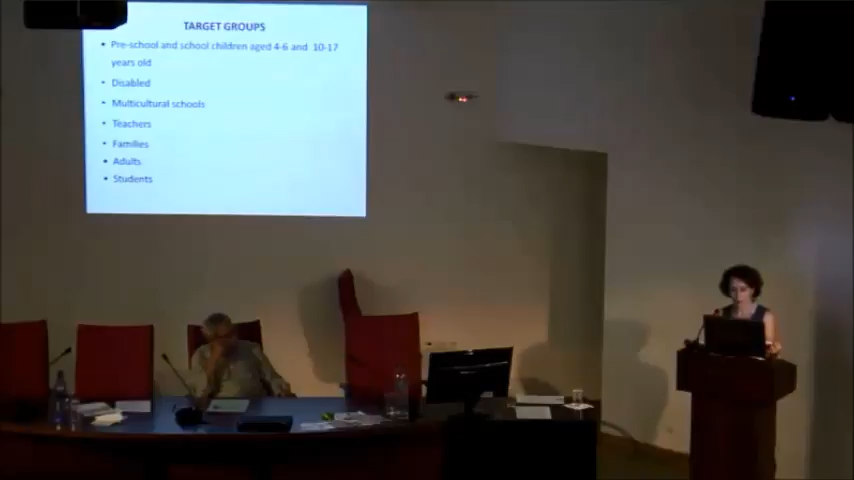 TARGET GROUPS
• Pre-school and school children aged 4-6 and 10-17
years old
• Disabled
• Multicultural schools
• Teachers
• Families
• Adults
• Students